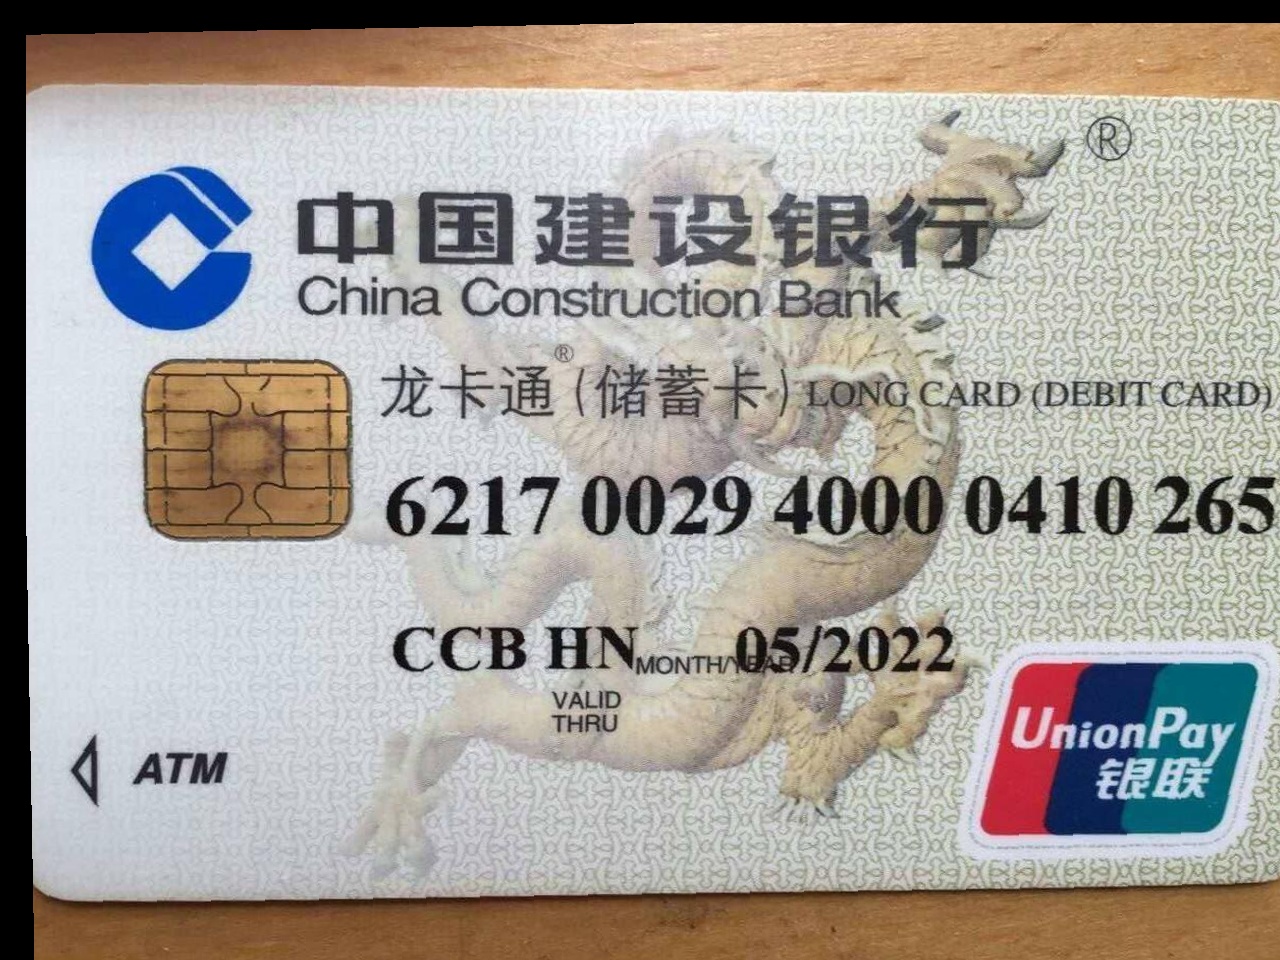 ®
中国建设银行
China Construction Bank
龙卡通®(储蓄卡) LONG CARD (DEBIT CARD)
6217 0029 4000 0410 265
CCB HN MONTH/YEAR 05/2022
VALID
THRU
ATM
UnionPay
银联